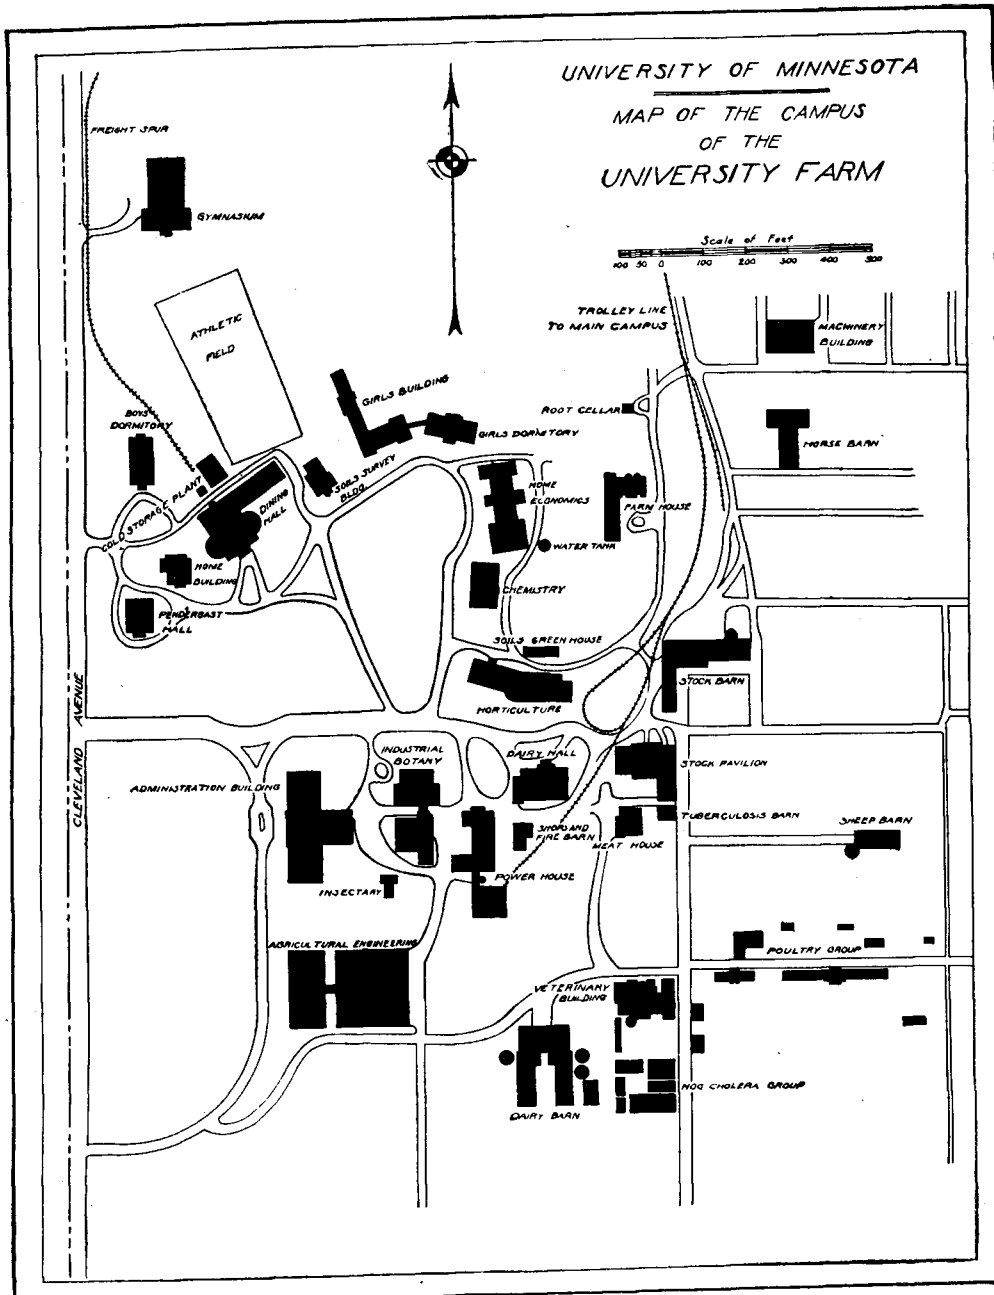 UNIVERSITY OF MINNESOTA
MAP OF THE CAMPUS
OF THE
UNIVERSITY FARM
Scale of Feet
100 50 0 100 200 300 400 500
FREIGHT SPUR
GYMNASIUM
ATHLETIC
FIELD
TROLLEY LINE
TO MAIN CAMPUS
MACHINERY
BUILDING
GIRLS BUILDING
ROOT CELLAR
BOYS
DORMITORY
GIRLS DORMITORY
HORSE BARN
SOILS SURVEY
BLDG.
COLD STORAGE PLANT
DINING
HALL
HOME
ECONOMICS
FARM HOUSE
WATER TANK
HOME
BUILDING
CHEMISTRY
PENDERGAST
HALL
SOILS GREEN HOUSE
STOCK BARN
HORTICULTURE
CLEVELAND AVENUE
INDUSTRIAL
BOTANY
DAIRY HALL
STOCK PAVILION
ADMINISTRATION BUILDING
TUBERCULOSIS BARN
SHEEP BARN
SHOPS AND
FIRE BARN
MEAT HOUSE
POWER HOUSE
INSECTARY
AGRICULTURAL ENGINEERING
POULTRY GROUP
VETERINARY
BUILDING
HOG CHOLERA GROUP
DAIRY BARN